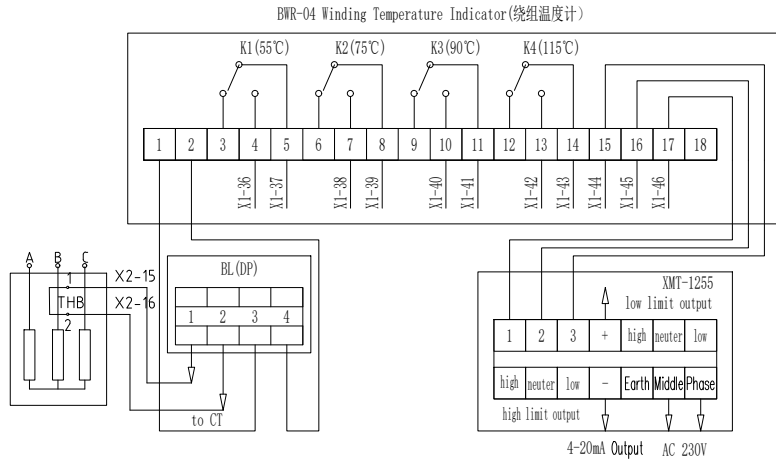 BWR-04 Winding Temperature Indicator(绕组温度计)
K1(55℃) K2(75℃) K3(90℃) K4(115℃)
1 2 3 4 5 6 7 8 9 10 11 12 13 14 15 16 17 18
X1-36 X1-37 X1-38 X1-39 X1-40 X1-41 X1-42 X1-43 X1-44 X1-45 X1-46
A B C
1 X2-15
THB X2-16
2
BL(DP)
1 2 3 4
to CT
XMT-1255
low limit output
1 2 3 + high neuter low
high neuter low - Earth Middle Phase
high limit output
4-20mA Output AC 230V